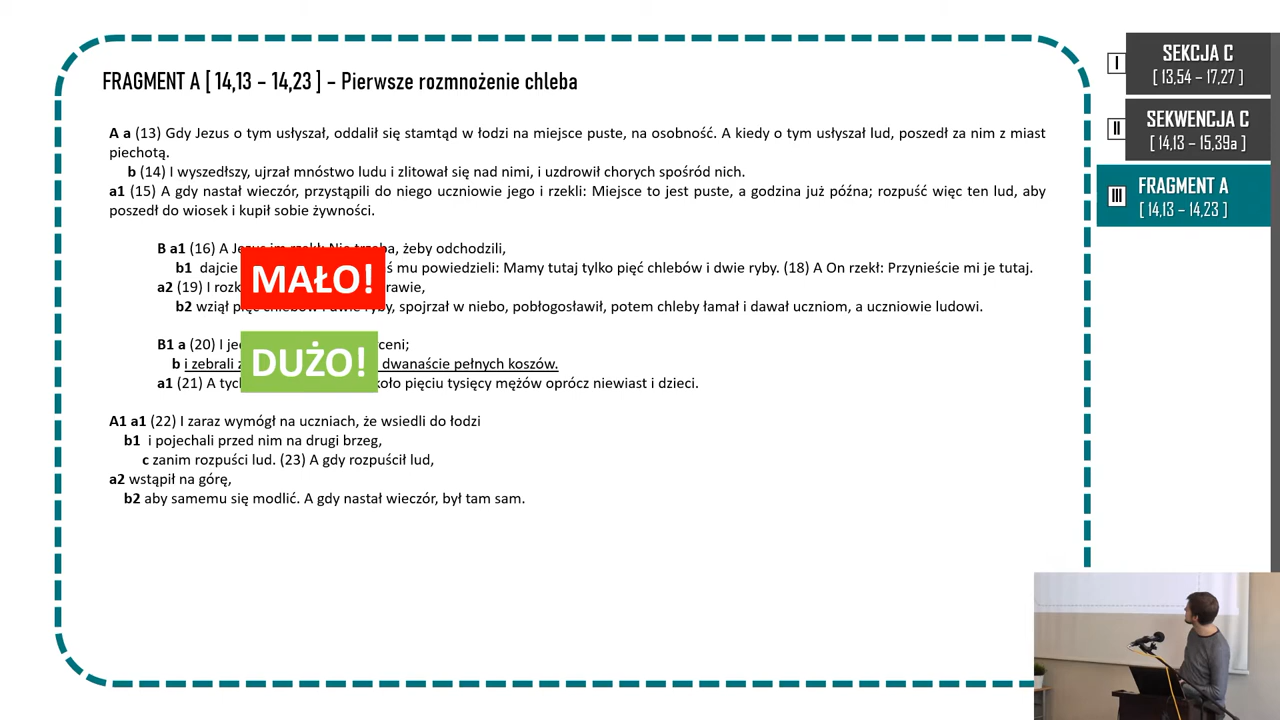 FRAGMENT A [ 14,13 – 14,23 ] – Pierwsze rozmnożenie chleba
A a (13) Gdy Jezus o tym usłyszał, oddalił się stamtąd w łodzi na miejsce puste, na osobność. A kiedy o tym usłyszał lud, poszedł za nim z miast
piechotą.
b (14) I wyszedłszy, ujrzał mnóstwo ludu i zlitował się nad nimi, i uzdrowił chorych spośród nich.
a1 (15) A gdy nastał wieczór, przystąpili do niego uczniowie jego i rzekli: Miejsce to jest puste, a godzina już późna; rozpuść więc ten lud, aby
poszedł do wiosek i kupił sobie żywności.
B a1 (16) A Jezus im rzekł: Nie trzeba, żeby odchodzili,
b1 dajcie mu powiedzieli: Mamy tutaj tylko pięć chlebów i dwie ryby. (18) A On rzekł: Przynieście mi je tutaj.
MAŁO!
a2 (19) I
b2 wziął pięć chlebów i dwie ryby, spojrzał w niebo, pobłogosławił, potem chleby łamał i dawał uczniom, a uczniowie ludowi.
B1 a (20) I
b i zebrali dwanaście pełnych koszów.
DUŻO!
a1 (21) A pięciu tysięcy mężów oprócz niewiast i dzieci.
A1 a1 (22) I zaraz wymógł na uczniach, że wsiedli do łodzi
b1 i pojechali przed nim na drugi brzeg,
c zanim rozpuści lud. (23) A gdy rozpuścił lud,
a2 wstąpił na górę,
b2 aby samemu się modlić. A gdy nastał wieczór, był tam sam.
I
SEKCJA C
[ 13,54 – 17,27 ]
II
SEKWENCJA C
[ 14,13 – 15,39a ]
III
FRAGMENT A
[ 14,13 – 14,23 ]